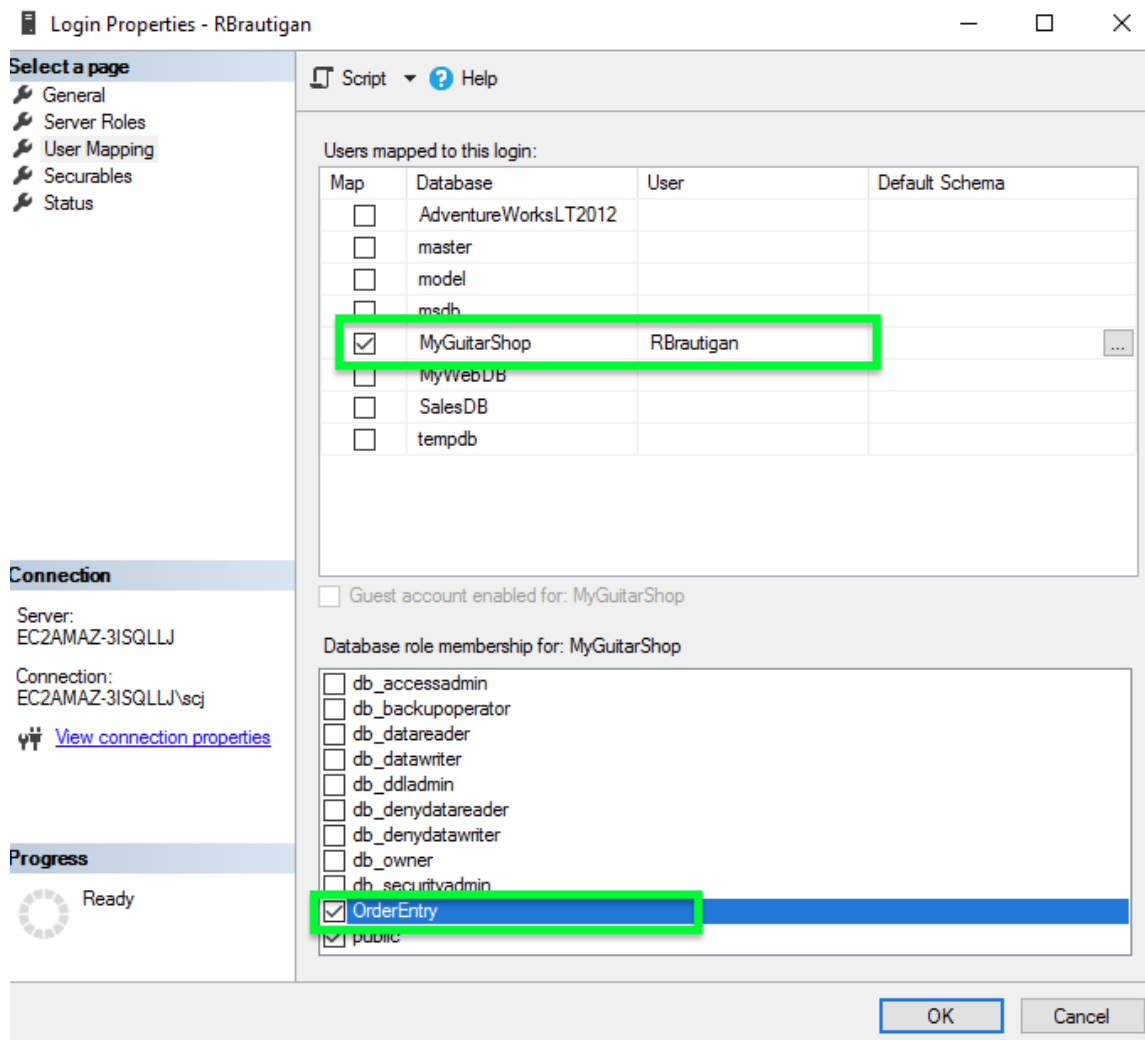 Login Properties - RBrautigan
Select a page
General
Server Roles
User Mapping
Securables
Status
Script
Help
Users mapped to this login:
Map Database User Default Schema
AdventureWorksLT2012
master
model
msdb
MyGuitarShop RBrautigan ...
MyWebDB
SalesDB
tempdb
Guest account enabled for: MyGuitarShop
Database role membership for: MyGuitarShop
db_accessadmin
db_backupoperator
db_datareader
db_datawriter
db_ddladmin
db_denydatareader
db_denydatawriter
db_owner
db_securityadmin
OrderEntry
public
Connection
Server:
EC2AMAZ-3ISQLLJ
Connection:
EC2AMAZ-3ISQLLJ\scj
View connection properties
Progress
Ready
OK Cancel